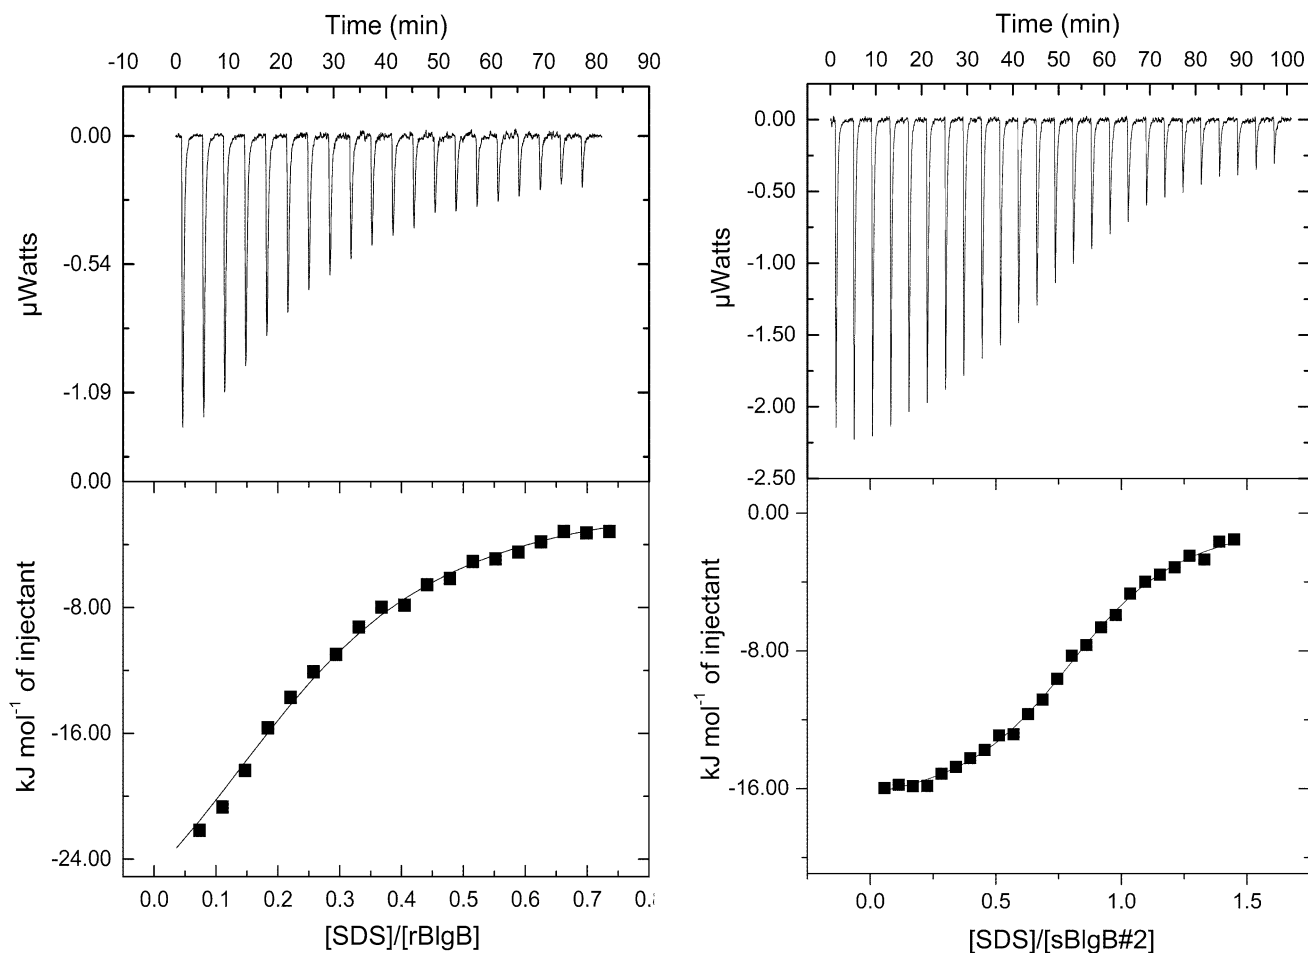 Time (min)
-10 0 10 20 30 40 50 60 70 80 90
0.00
-0.54
-1.09
µWatts
0.00
-8.00
-16.00
-24.00
kJ mol⁻¹ of injectant
0.0 0.1 0.2 0.3 0.4 0.5 0.6 0.7
[SDS]/[rBlgB]
Time (min)
0 10 20 30 40 50 60 70 80 90 100
0.00
-0.50
-1.00
-1.50
-2.00
-2.50
µWatts
0.00
-8.00
-16.00
kJ mol⁻¹ of injectant
0.0 0.5 1.0 1.5
[SDS]/[sBlgB#2]